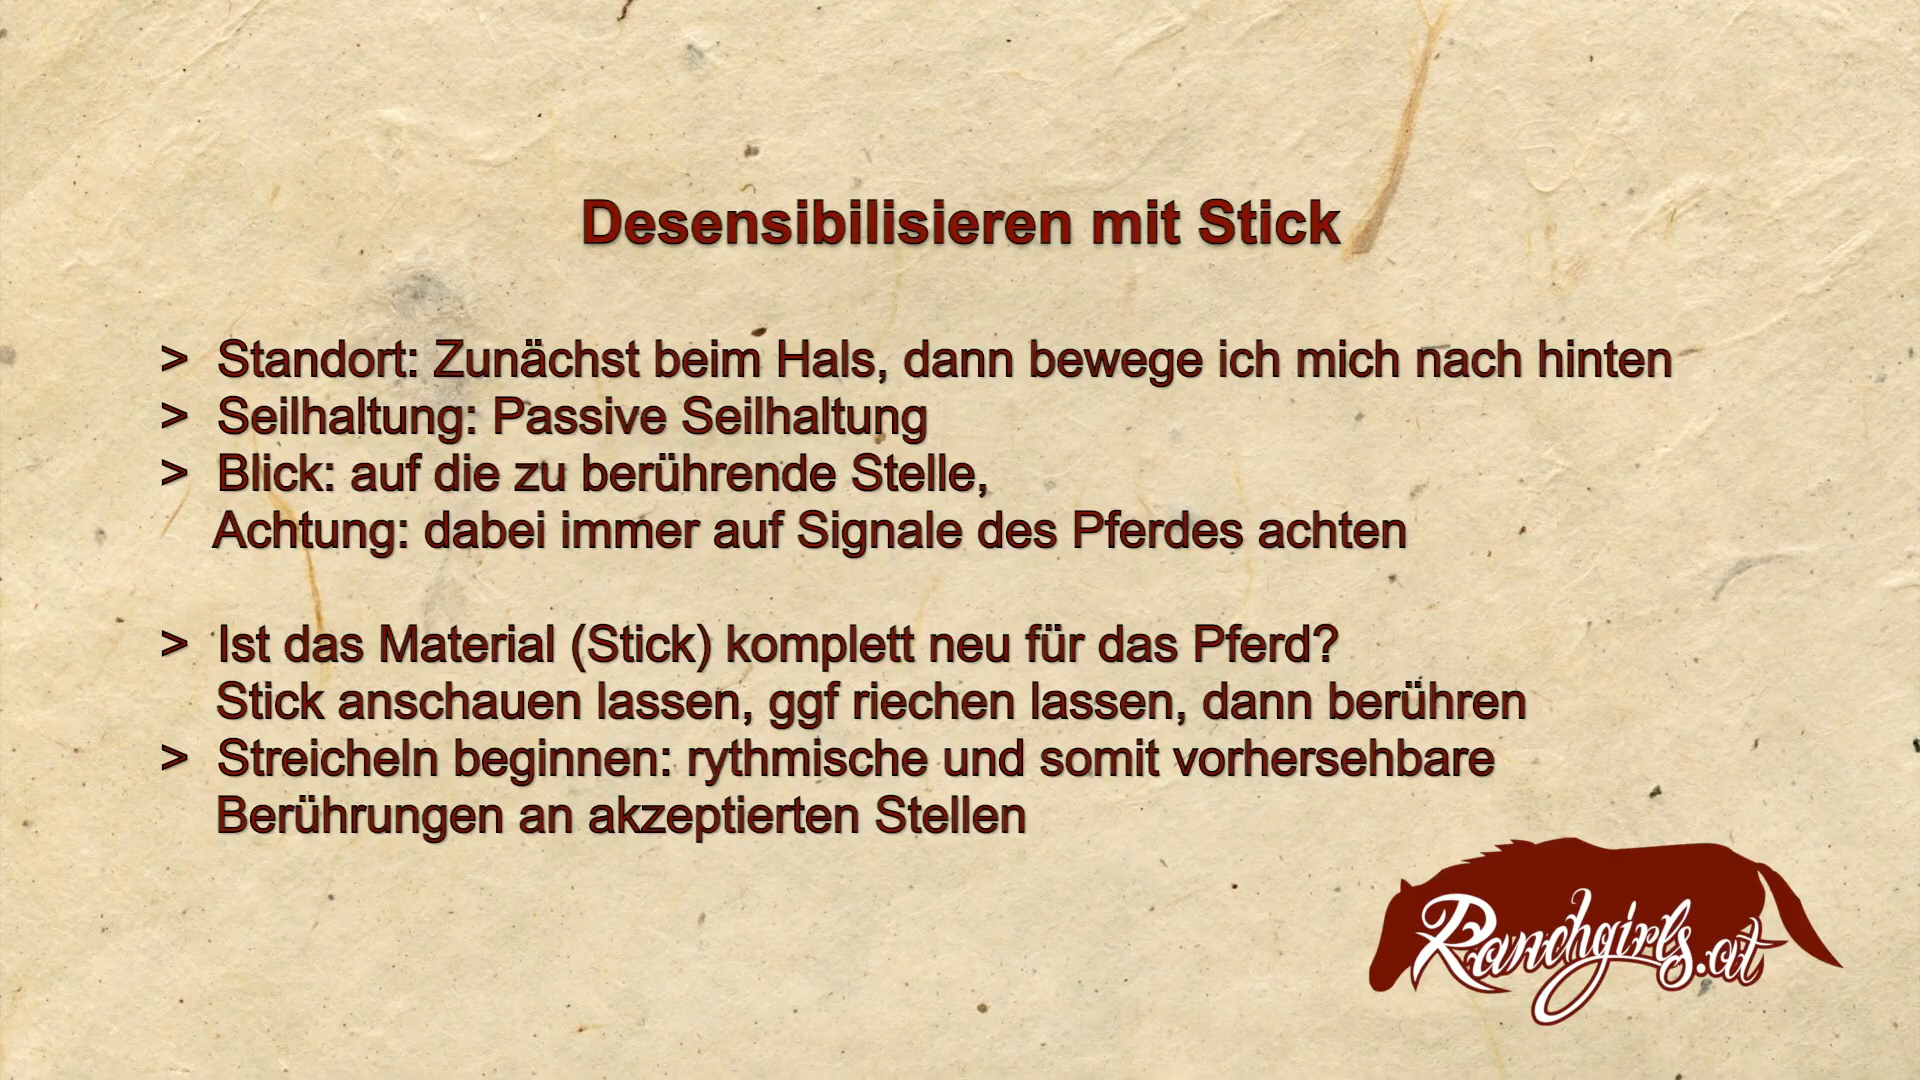 Desensibilisieren mit Stick
> Standort: Zunächst beim Hals, dann bewege ich mich nach hinten
> Seilhaltung: Passive Seilhaltung
> Blick: auf die zu berührende Stelle,
Achtung: dabei immer auf Signale des Pferdes achten
> Ist das Material (Stick) komplett neu für das Pferd?
Stick anschauen lassen, ggf riechen lassen, dann berühren
> Streicheln beginnen: rythmische und somit vorhersehbare
Berührungen an akzeptierten Stellen
Ranchgirls.at